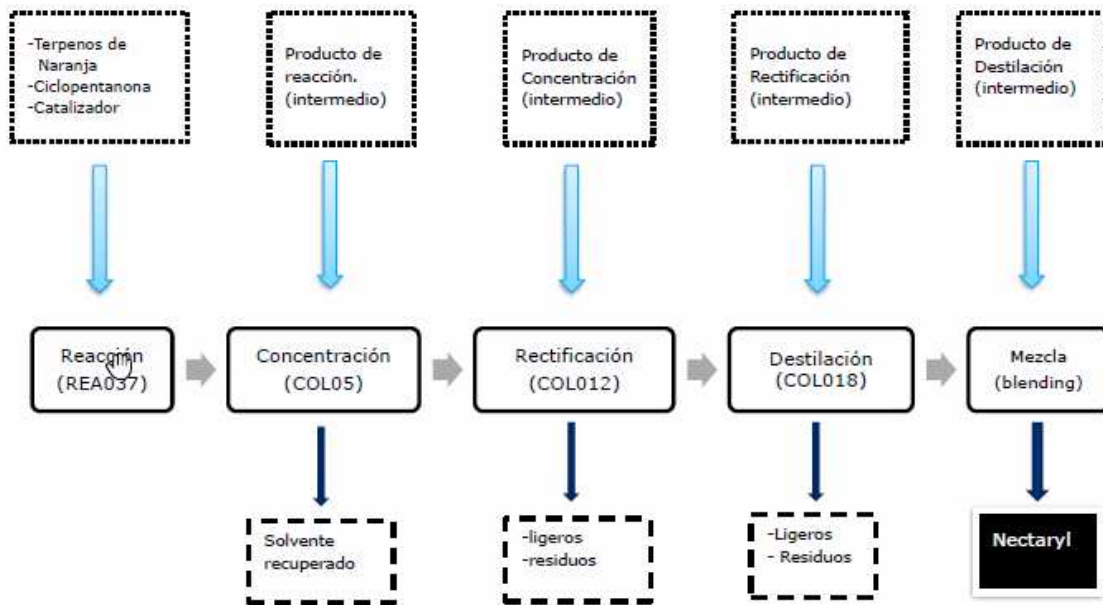 -Terpenos de
Naranja
-Ciclopentanona
-Catalizador
Producto de
reacción.
(intermedio)
Producto de
Concentración
(intermedio)
Producto de
Rectificación
(intermedio)
Producto de
Destilación
(intermedio)
Reacción
(REA037)
Concentración
(COL05)
Rectificación
(COL012)
Destilación
(COL018)
Mezcla
(blending)
Solvente
recuperado
-ligeros
-residuos
-Ligeros
- Residuos
Nectaryl